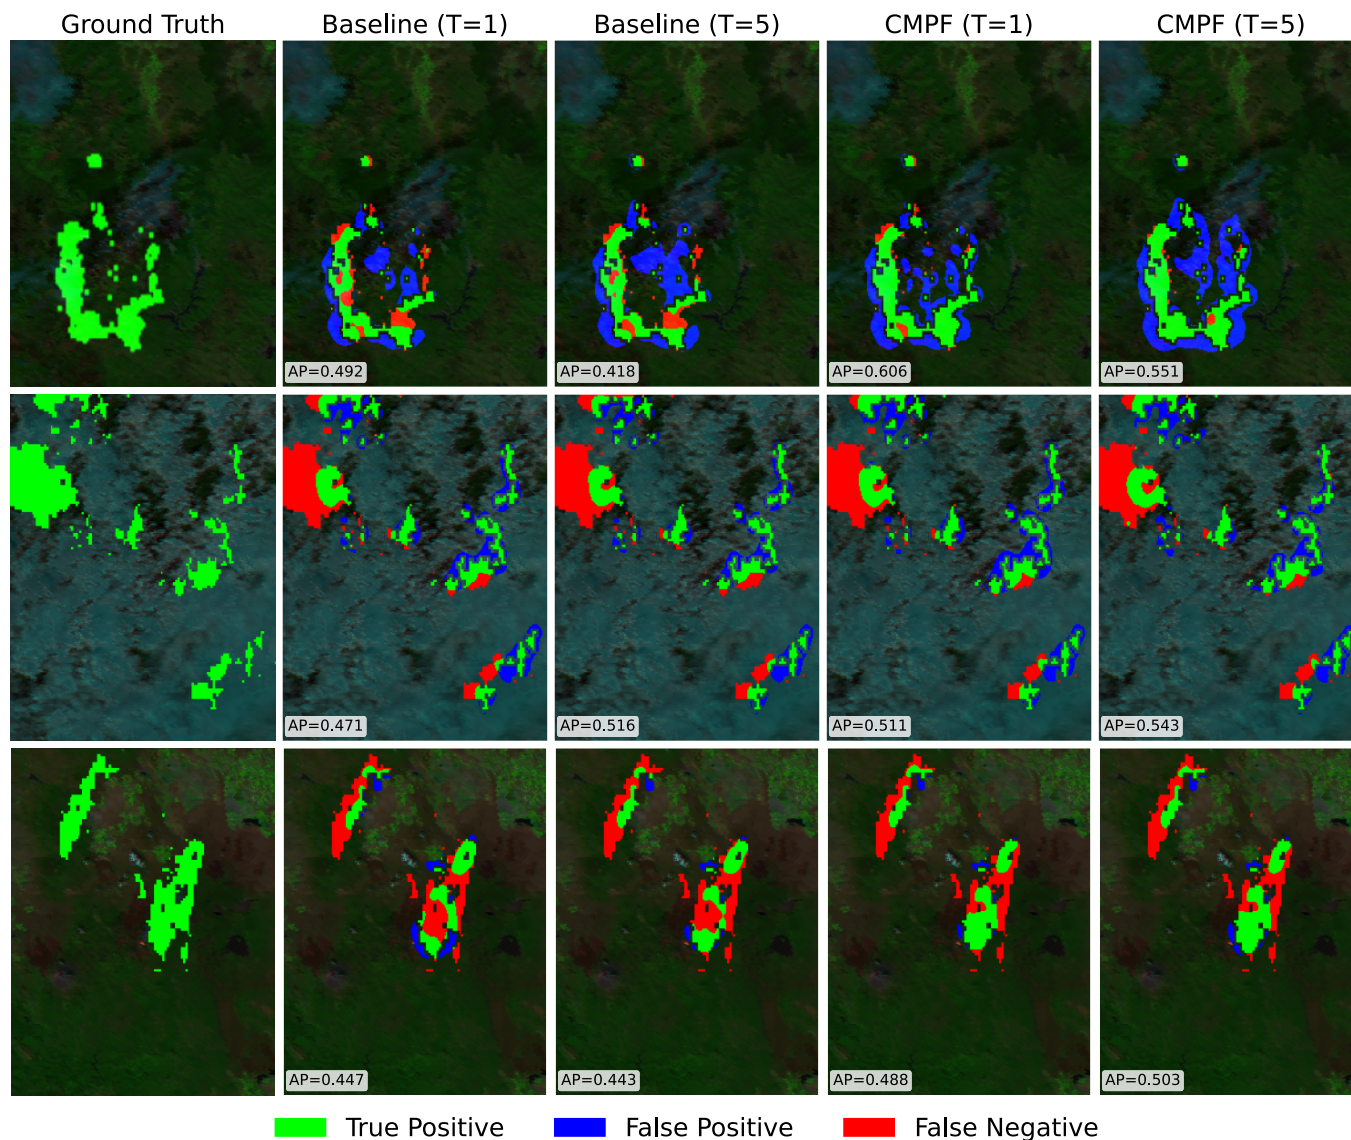 Ground Truth Baseline (T=1) Baseline (T=5) CMPF (T=1) CMPF (T=5)
AP=0.492 AP=0.418 AP=0.606 AP=0.551
AP=0.471 AP=0.516 AP=0.511 AP=0.543
AP=0.447 AP=0.443 AP=0.488 AP=0.503
True Positive False Positive False Negative